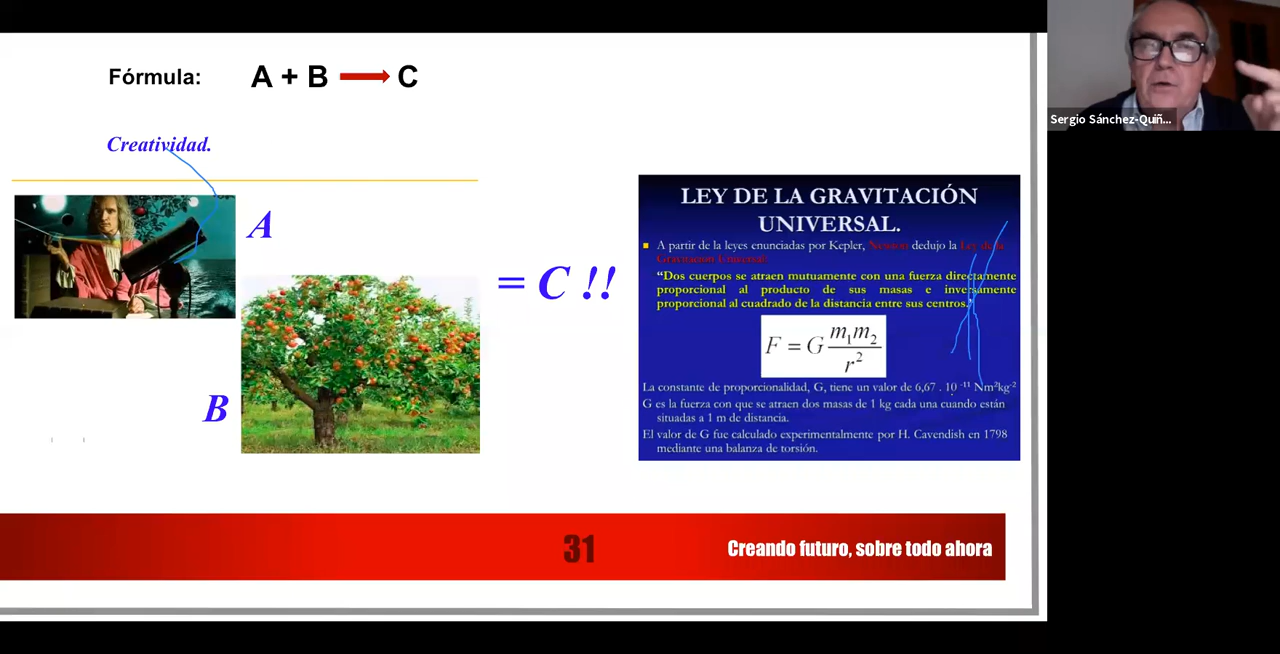 Fórmula: A + B C
Creatividad.
A
B
= C !!
LEY DE LA GRAVITACIÓN
UNIVERSAL.
A partir de la leyes enunciadas por Kepler, Newton dedujo la Ley de la
Gravitación Universal:
“Dos cuerpos se atraen mutuamente con una fuerza directamente
proporcional al producto de sus masas e inversamente
proporcional al cuadrado de la distancia entre sus centros.”
F = G m₁m₂ / r²
La constante de proporcionalidad, G, tiene un valor de 6,67 . 10 ⁻¹¹ Nm²kg⁻²
G es la fuerza con que se atraen dos masas de 1 kg cada una cuando están
situadas a 1 m de distancia.
El valor de G fue calculado experimentalmente por H. Cavendish en 1798
mediante una balanza de torsión.
31
Creando futuro, sobre todo ahora
Sergio Sánchez-Quiñ...